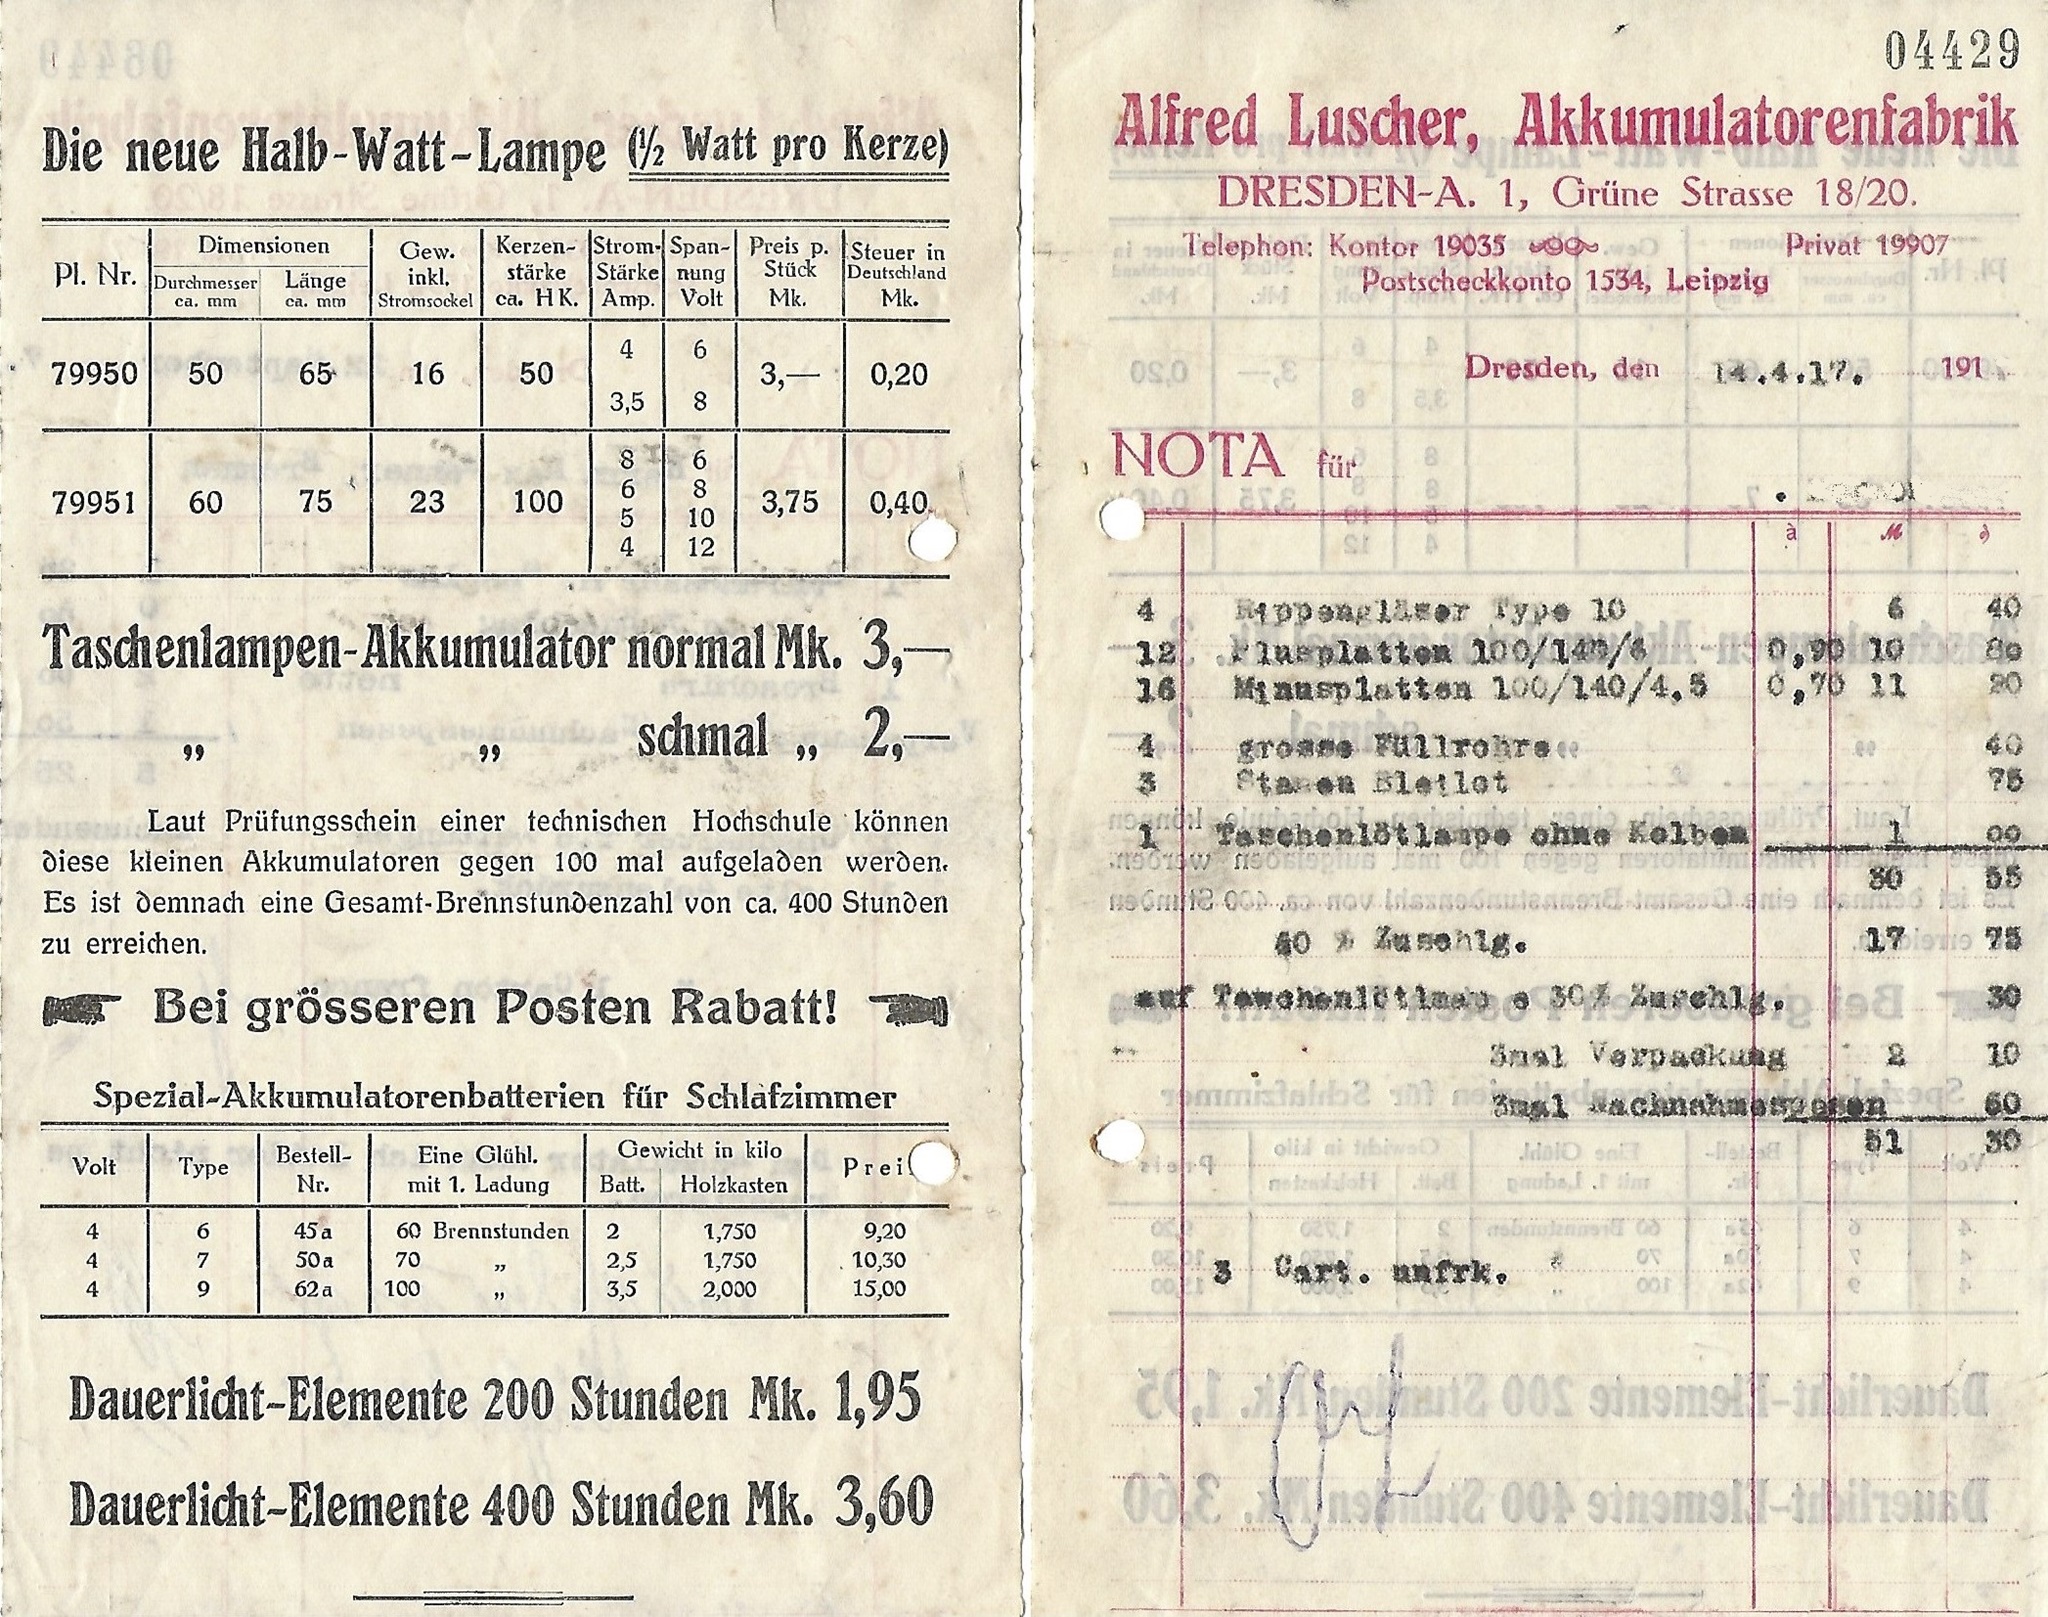 Die neue Halb-Watt-Lampe (½ Watt pro Kerze)
Pl. Nr. | Dimensionen | Gew. inkl. Stromsockel | Kerzenstärke ca. HK. | Strom-Stärke Amp. | Spannung Volt | Preis p. Stück Mk. | Steuer in Deutschland Mk.
Durchmesser ca. mm | Länge ca. mm
79950 | 50 | 65 | 16 | 50 | 4 | 6 | 3,— | 0,20
3,5 | 8
79951 | 60 | 75 | 23 | 100 | 8 | 6 | 3,75 | 0,40
6 | 8
5 | 10
4 | 12
Taschenlampen-Akkumulator normal Mk. 3,—
„ „ schmal „ 2,—
Laut Prüfungsschein einer technischen Hochschule können
diese kleinen Akkumulatoren gegen 100 mal aufgeladen werden.
Es ist demnach eine Gesamt-Brennstundenzahl von ca. 400 Stunden
zu erreichen.
Bei grösseren Posten Rabatt!
Spezial-Akkumulatorenbatterien für Schlafzimmer
Volt | Type | Bestell-Nr. | Eine Glühl. mit 1. Ladung | Gewicht in kilo | Prei
Batt. | Holzkasten
4 | 6 | 45a | 60 Brennstunden | 2 | 1,750 | 9,20
4 | 7 | 50a | 70 „ | 2,5 | 1,750 | 10,30
4 | 9 | 62a | 100 „ | 3,5 | 2,000 | 15,00
Dauerlicht-Elemente 200 Stunden Mk. 1,95
Dauerlicht-Elemente 400 Stunden Mk. 3,60
04429
Alfred Luscher, Akkumulatorenfabrik
DRESDEN-A. 1, Grüne Strasse 18/20.
Telephon: Kontor 19035 Privat 19907
Postscheckkonto 1534, Leipzig
Dresden, den 14.4.17. 191
NOTA für
à M
4 Rippengläser Type 10 6 40
12 Plusplatten 100/140/6 0,90 10 80
16 Minusplatten 100/140/4,5 0,70 11 20
4 grosse Füllrohre 40
3 Stangen Bleilot 75
1 Taschenlötlampe ohne Kolben 1 00
30 55
60 % Zuschlg. 17 75
auf Tawchenlötlmap e 30% Zuschlg. 30
3mal Verpackung 2 10
3mal Nachnahmespesen 60
51 30
3 Cart. unfrk.